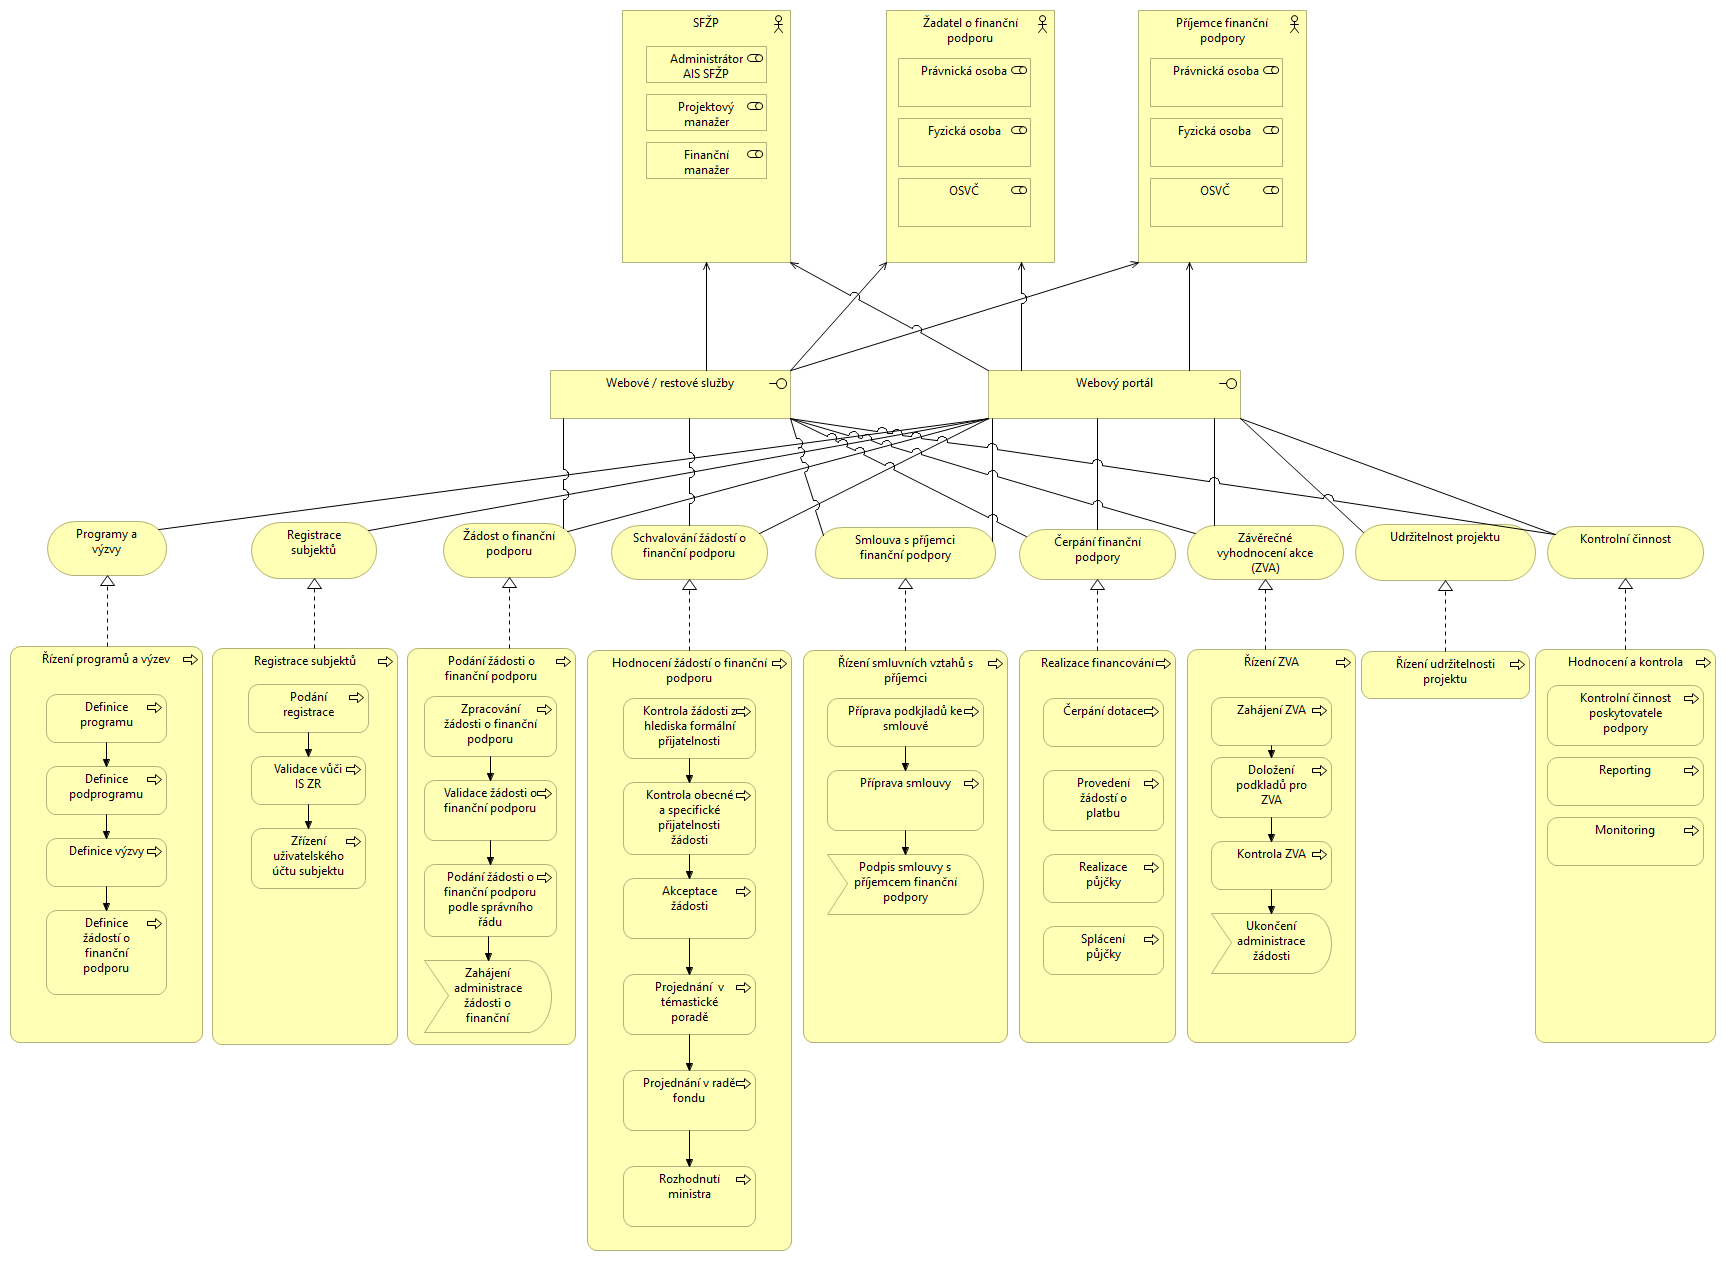 SFŽP
Administrátor
AIS SFŽP
Projektový
manažer
Finanční
manažer
Žadatel o finanční
podporu
Právnická osoba
Fyzická osoba
OSVČ
Příjemce finanční
podpory
Právnická osoba
Fyzická osoba
OSVČ
Webové / restové služby
Webový portál
Programy a
výzvy
Registrace
subjektů
Žádost o finanční
podporu
Schvalování žádostí o
finanční podporu
Smlouva s příjemci
finanční podpory
Čerpání finanční
podpory
Závěrečné
vyhodnocení akce
(ZVA)
Udržitelnost projektu
Kontrolní činnost
Řízení programů a výzev
Definice
programu
Definice
podprogramu
Definice výzvy
Definice
žádostí o
finanční
podporu
Registrace subjektů
Podání
registrace
Validace vůči
IS ZR
Zřízení
uživatelského
účtu subjektu
Podání žádosti o
finanční podporu
Zpracování
žádosti o finanční
podporu
Validace žádosti o
finanční podporu
Podání žádosti o
finanční podporu
podle správního
řádu
Zahájení
administrace
žádosti o
finanční
Hodnocení žádostí o finanční
podporu
Kontrola žádosti z
hlediska formální
přijatelnosti
Kontrola obecné
a specifické
přijatelnosti
žádosti
Akceptace
žádosti
Projednání v
témastické
poradě
Projednání v radě
fondu
Rozhodnutí
ministra
Řízení smluvních vztahů s
příjemci
Příprava podkjladů ke
smlouvě
Příprava smlouvy
Podpis smlouvy s
příjemcem finanční
podpory
Realizace financování
Čerpání dotace
Provedení
žádostí o
platbu
Realizace
půjčky
Splácení
půjčky
Řízení ZVA
Zahájení ZVA
Doložení
podkladů pro
ZVA
Kontrola ZVA
Ukončení
administrace
žádosti
Řízení udržitelnosti
projektu
Hodnocení a kontrola
Kontrolní činnost
poskytovatele
podpory
Reporting
Monitoring